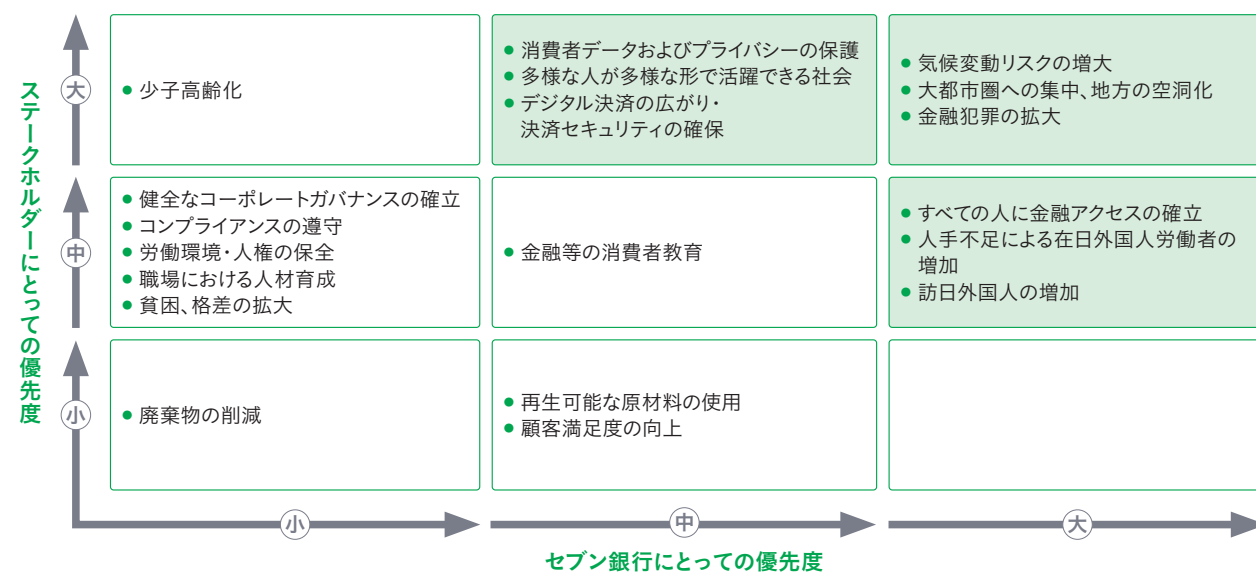 ステークホルダーにとっての優先度
大
● 少子高齢化
● 消費者データおよびプライバシーの保護
● 多様な人が多様な形で活躍できる社会
● デジタル決済の広がり・
決済セキュリティの確保
● 気候変動リスクの増大
● 大都市圏への集中、地方の空洞化
● 金融犯罪の拡大
中
● 健全なコーポレートガバナンスの確立
● コンプライアンスの遵守
● 労働環境・人権の保全
● 職場における人材育成
● 貧困、格差の拡大
● 金融等の消費者教育
● すべての人に金融アクセスの確立
● 人手不足による在日外国人労働者の
増加
● 訪日外国人の増加
小
● 廃棄物の削減
● 再生可能な原材料の使用
● 顧客満足度の向上
小
中
大
セブン銀行にとっての優先度